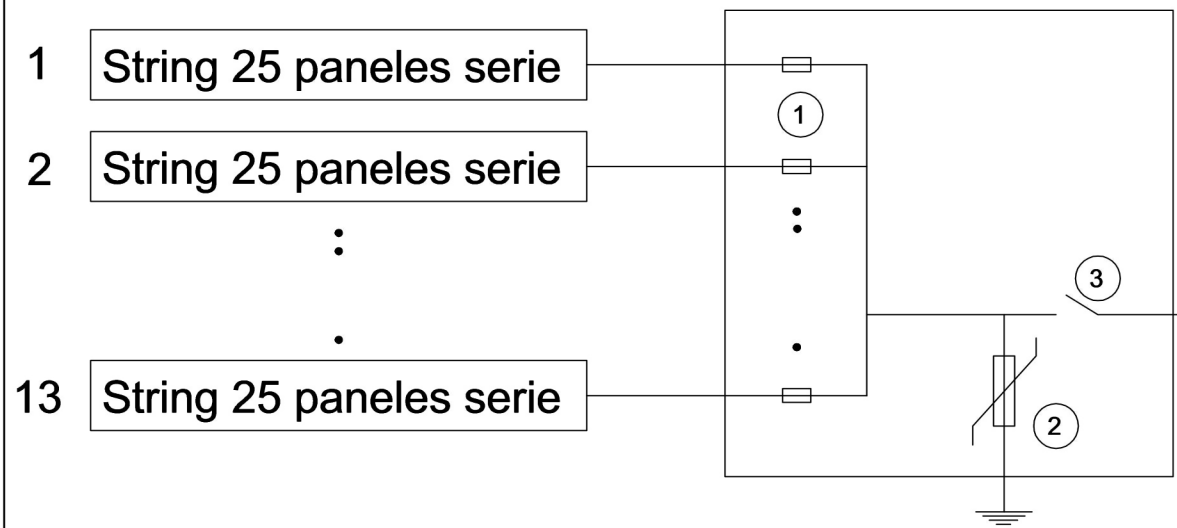 1 String 25 paneles serie
1
2 String 25 paneles serie
3
13 String 25 paneles serie
2